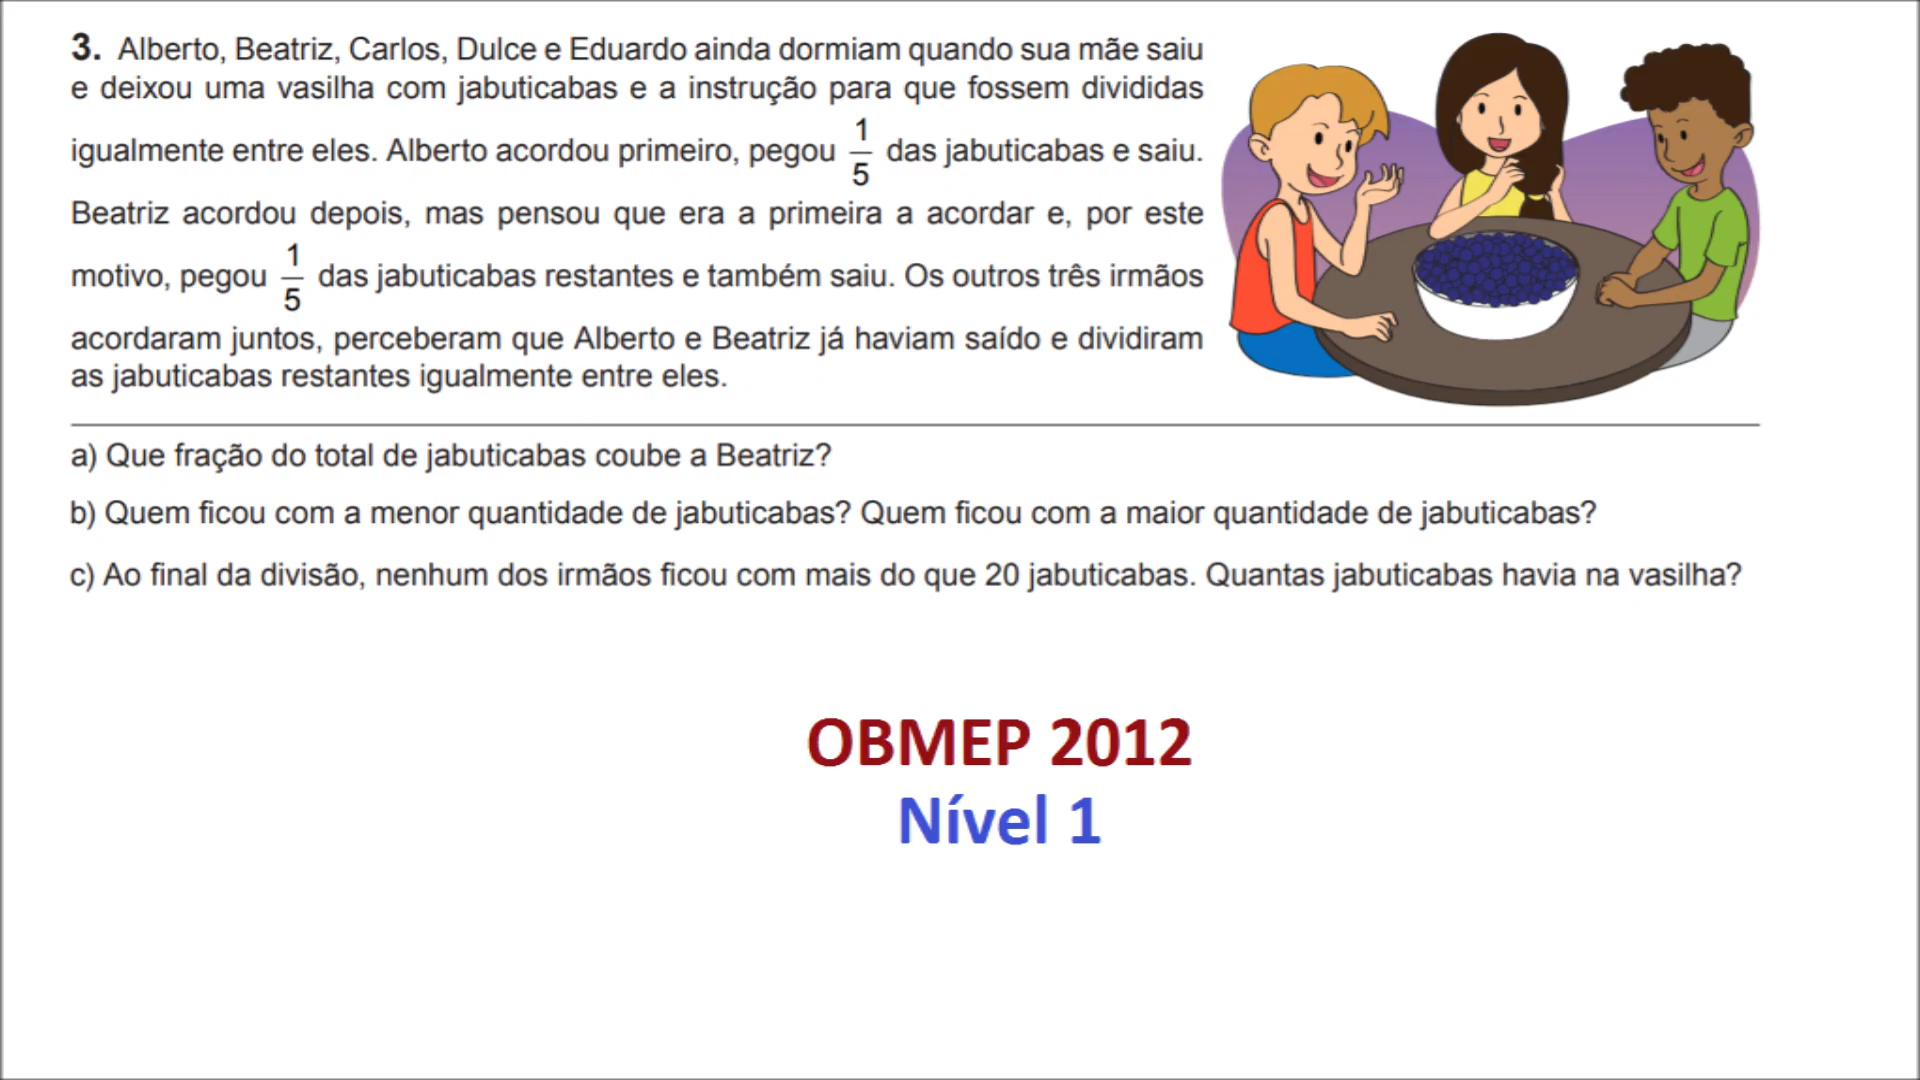 3. Alberto, Beatriz, Carlos, Dulce e Eduardo ainda dormiam quando sua mãe saiu
e deixou uma vasilha com jabuticabas e a instrução para que fossem divididas
igualmente entre eles. Alberto acordou primeiro, pegou 1/5 das jabuticabas e saiu.
Beatriz acordou depois, mas pensou que era a primeira a acordar e, por este
motivo, pegou 1/5 das jabuticabas restantes e também saiu. Os outros três irmãos
acordaram juntos, perceberam que Alberto e Beatriz já haviam saído e dividiram
as jabuticabas restantes igualmente entre eles.
a) Que fração do total de jabuticabas coube a Beatriz?
b) Quem ficou com a menor quantidade de jabuticabas? Quem ficou com a maior quantidade de jabuticabas?
c) Ao final da divisão, nenhum dos irmãos ficou com mais do que 20 jabuticabas. Quantas jabuticabas havia na vasilha?
OBMEP 2012
Nível 1